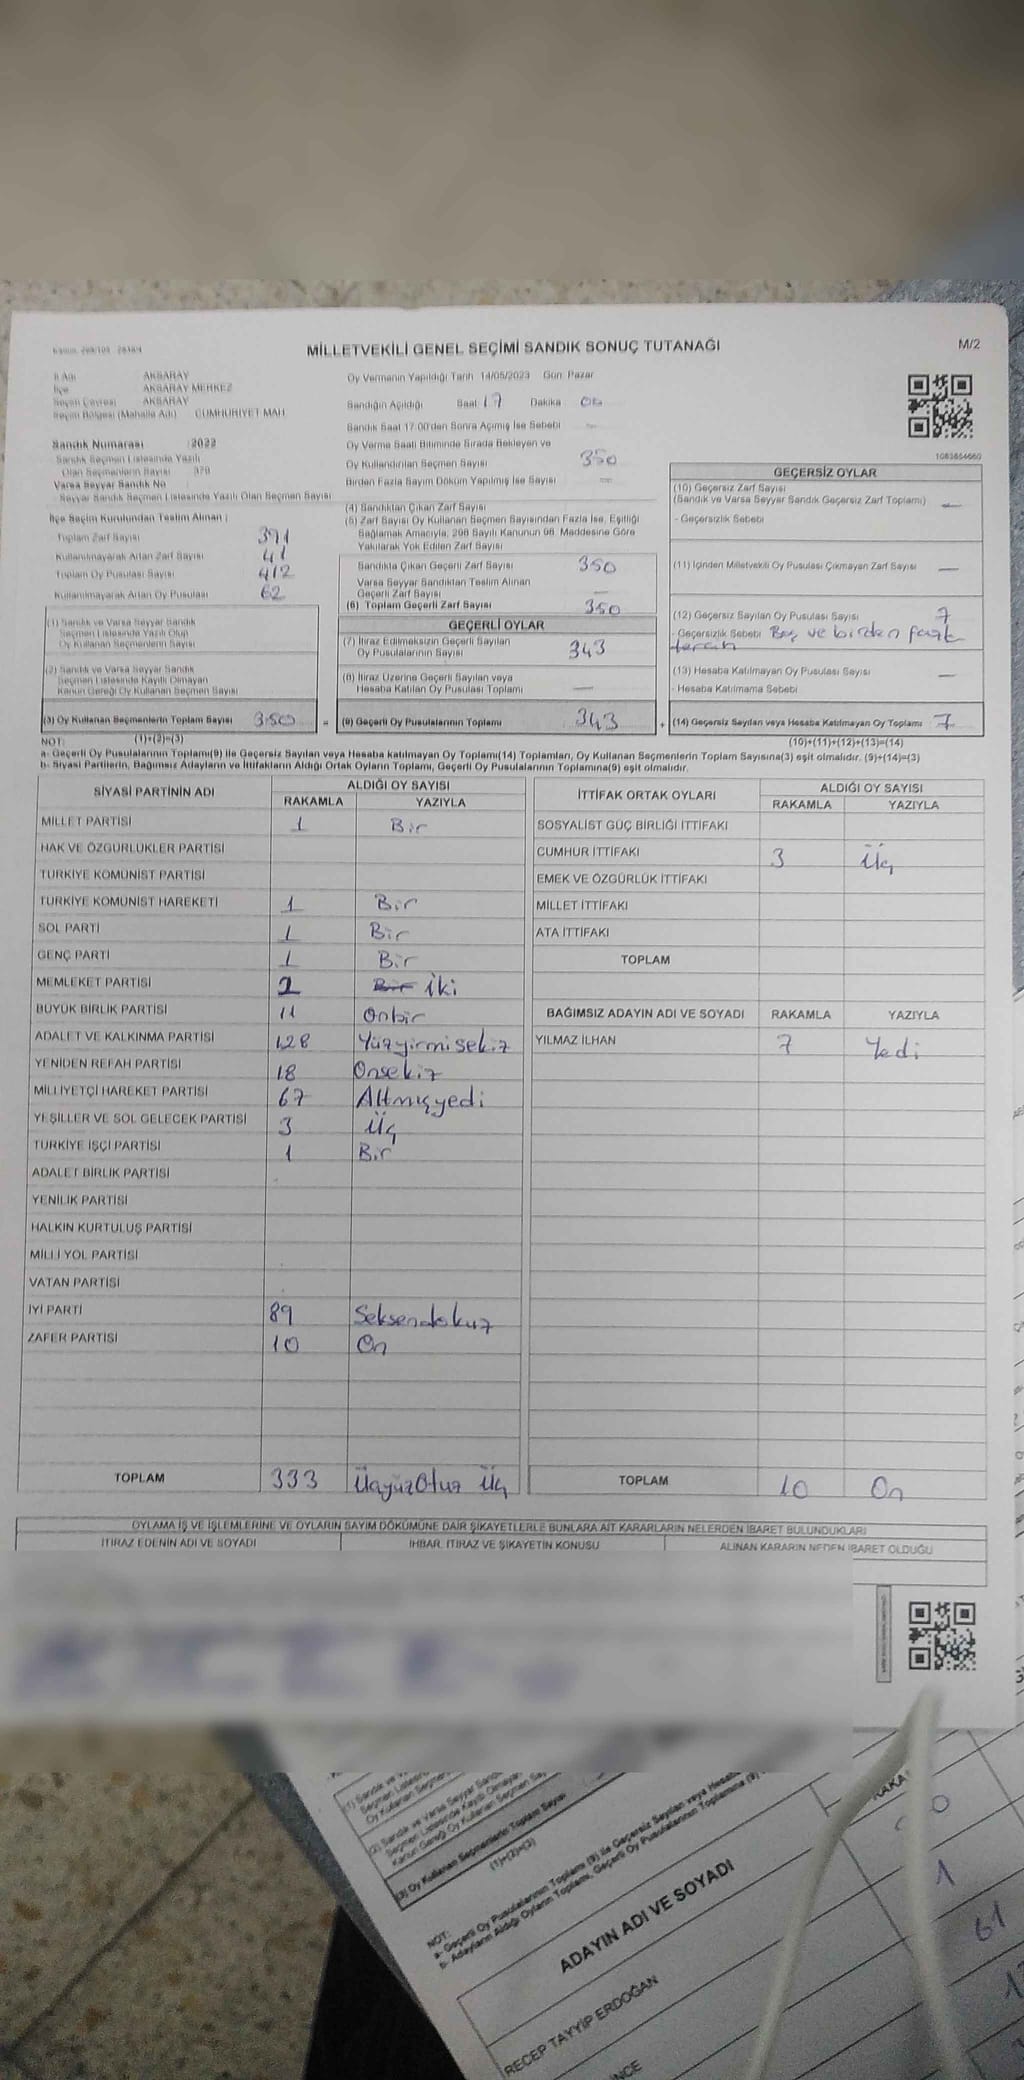 MİLLETVEKİLİ GENEL SEÇİMİ SANDIK SONUÇ TUTANAĞI
M/2
İl Adı AKSARAY
İlçe AKSARAY MERKEZ
Seçim Çevresi AKSARAY
Seçim Bölgesi (Mahalle Adı) CUMHURİYET MAH.
Sandık Numarası : 2022
Sandık Seçmen Listesinde Yazılı
Olan Seçmenlerin Sayısı : 379
Varsa Seyyar Sandık No
Seyyar Sandık Seçmen Listesinde Yazılı Olan Seçmen Sayısı
İlçe Seçim Kurulundan Teslim Alınan ;
Toplam Zarf Sayısı 391
Kullanılmayarak Artan Zarf Sayısı 41
Toplam Oy Pusulası Sayısı 412
Kullanılmayarak Artan Oy Pusulası 62
(1) Sandık ve Varsa Seyyar Sandık
Seçmen Listesinde Yazılı Olup
Oy Kullanan Seçmenlerin Sayısı
(2) Sandık ve Varsa Seyyar Sandık
Seçmen Listesinde Kayıtlı Olmayan
Kanun Gereği Oy Kullanan Seçmen Sayısı
(3) Oy Kullanan Seçmenlerin Toplam Sayısı 350 =
Oy Vermenin Yapıldığı Tarih 14/05/2023 Gün: Pazar
Sandığın Açıldığı Saat 17 Dakika 00
Sandık Saat 17:00'den Sonra Açmış İse Sebebi —
Oy Verme Saati Bitiminde Sırada Bekleyen ve
Oy Kullandırılan Seçmen Sayısı 350
Birden Fazla Sayım Döküm Yapılmış İse Sayısı —
(4) Sandıktan Çıkan Zarf Sayısı
(5) Zarf Sayısı Oy Kullanan Seçmen Sayısından Fazla İse, Eşitliği
Sağlamak Amacıyla, 298 Sayılı Kanunun 98. Maddesine Göre
Yakılarak Yok Edilen Zarf Sayısı
Sandıkta Çıkan Geçerli Zarf Sayısı 350
Varsa Seyyar Sandıktan Teslim Alınan
Geçerli Zarf Sayısı —
(6) Toplam Geçerli Zarf Sayısı 350
GEÇERLİ OYLAR
(7) İtiraz Edilmeksizin Geçerli Sayılan
Oy Pusulalarının Sayısı 343
(8) İtiraz Üzerine Geçerli Sayılan veya
Hesaba Katılan Oy Pusulası Toplamı —
(9) Geçerli Oy Pusulalarının Toplamı 343 +
1083854660
GEÇERSİZ OYLAR
(10) Geçersiz Zarf Sayısı
(Sandık ve Varsa Seyyar Sandık Geçersiz Zarf Toplamı) —
- Geçersizlik Sebebi
(11) İçinden Milletvekili Oy Pusulası Çıkmayan Zarf Sayısı —
(12) Geçersiz Sayılan Oy Pusulası Sayısı 7
- Geçersizlik Sebebi Boş ve birden fazla
tercih
(13) Hesaba Katılmayan Oy Pusulası Sayısı —
- Hesaba Katılmama Sebebi
(14) Geçersiz Sayılan veya Hesaba Katılmayan Oy Toplamı 7
NOT: (1)+(2)=(3) (10)+(11)+(12)+(13)=(14)
a- Geçerli Oy Pusulalarının Toplamı(9) ile Geçersiz Sayılan veya Hesaba katılmayan Oy Toplamı(14) Toplamları, Oy Kullanan Seçmenlerin Toplam Sayısına(3) eşit olmalıdır. (9)+(14)=(3)
b- Siyasi Partilerin, Bağımsız Adayların ve İttifakların Aldığı Ortak Oyların Toplamı, Geçerli Oy Pusulalarının Toplamına(9) eşit olmalıdır.
SİYASİ PARTİNİN ADI ALDIĞI OY SAYISI
RAKAMLA YAZIYLA
MİLLET PARTİSİ 1 Bir
HAK VE ÖZGÜRLÜKLER PARTİSİ
TÜRKİYE KOMÜNİST PARTİSİ
TÜRKİYE KOMÜNİST HAREKETİ 1 Bir
SOL PARTİ 1 Bir
GENÇ PARTİ 1 Bir
MEMLEKET PARTİSİ 2 Bir İki
BÜYÜK BİRLİK PARTİSİ 11 Onbir
ADALET VE KALKINMA PARTİSİ 128 Yüzyirmisekiz
YENİDEN REFAH PARTİSİ 18 Onsekiz
MİLLİYETÇİ HAREKET PARTİSİ 67 Altmışyedi
YEŞİLLER VE SOL GELECEK PARTİSİ 3 Üç
TÜRKİYE İŞÇİ PARTİSİ 1 Bir
ADALET BİRLİK PARTİSİ
YENİLİK PARTİSİ
HALKIN KURTULUŞ PARTİSİ
MİLLİ YOL PARTİSİ
VATAN PARTİSİ
İYİ PARTİ 89 Seksendokuz
ZAFER PARTİSİ 10 On
TOPLAM 333 ÜçyüzOtuz Üç
İTTİFAK ORTAK OYLARI ALDIĞI OY SAYISI
RAKAMLA YAZIYLA
SOSYALİST GÜÇ BİRLİĞİ İTTİFAKI
CUMHUR İTTİFAKI 3 Üç
EMEK VE ÖZGÜRLÜK İTTİFAKI
MİLLET İTTİFAKI
ATA İTTİFAKI
TOPLAM
BAĞIMSIZ ADAYIN ADI VE SOYADI RAKAMLA YAZIYLA
YILMAZ İLHAN 7 Yedi
TOPLAM 10 On
OYLAMA İŞ VE İŞLEMLERİNE VE OYLARIN SAYIM DÖKÜMÜNE DAİR ŞİKAYETLERLE BUNLARA AİT KARARLARIN NELERDEN İBARET BULUNDUKLARI
İTİRAZ EDENİN ADI VE SOYADI İHBAR, İTİRAZ VE ŞİKAYETİN KONUSU ALINAN KARARIN NEDEN İBARET OLDUĞU
(3) Oy Kullanan Seçmenlerin Toplam Sayısı
(1)+(2)=(3)
NOT:
ADAYIN ADI VE SOYADI
RECEP TAYYİP ERDOĞAN
1
61